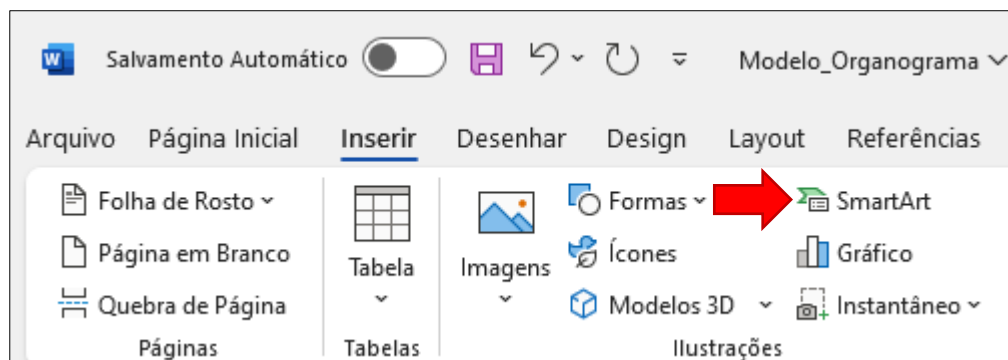 Salvamento Automático
Modelo_Organograma
Arquivo Página Inicial Inserir Desenhar Design Layout Referências
Folha de Rosto
Página em Branco
Quebra de Página
Páginas
Tabela
Tabelas
Imagens
Formas
Ícones
Modelos 3D
SmartArt
Gráfico
Instantâneo
Ilustrações